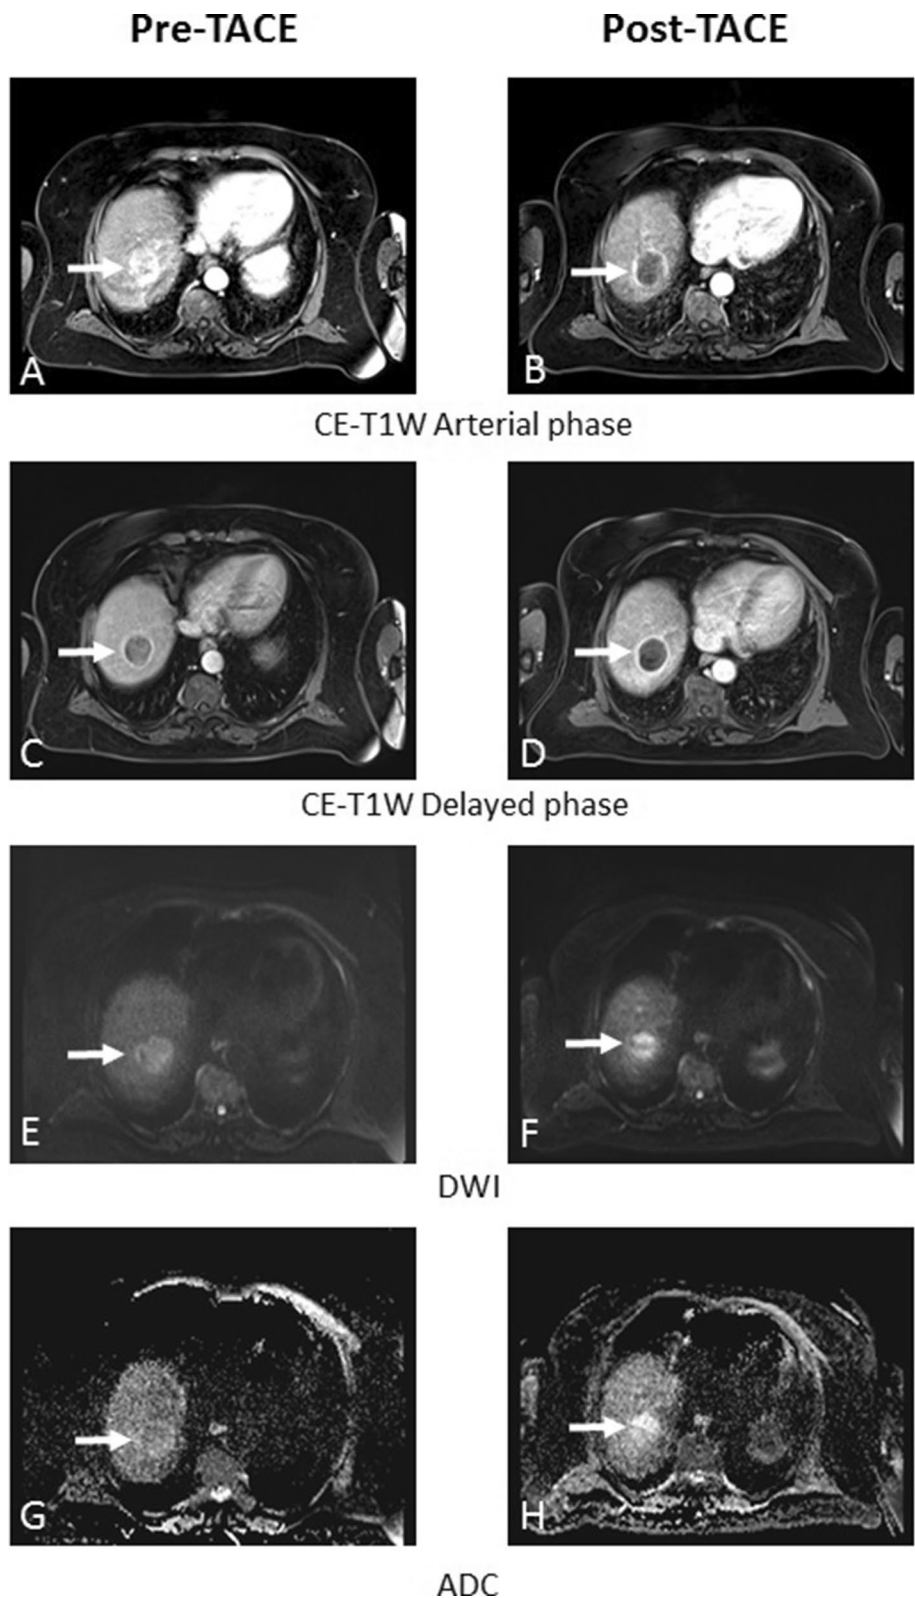 Pre-TACE Post-TACE
A B
CE-T1W Arterial phase
C D
CE-T1W Delayed phase
E F
DWI
G H
ADC